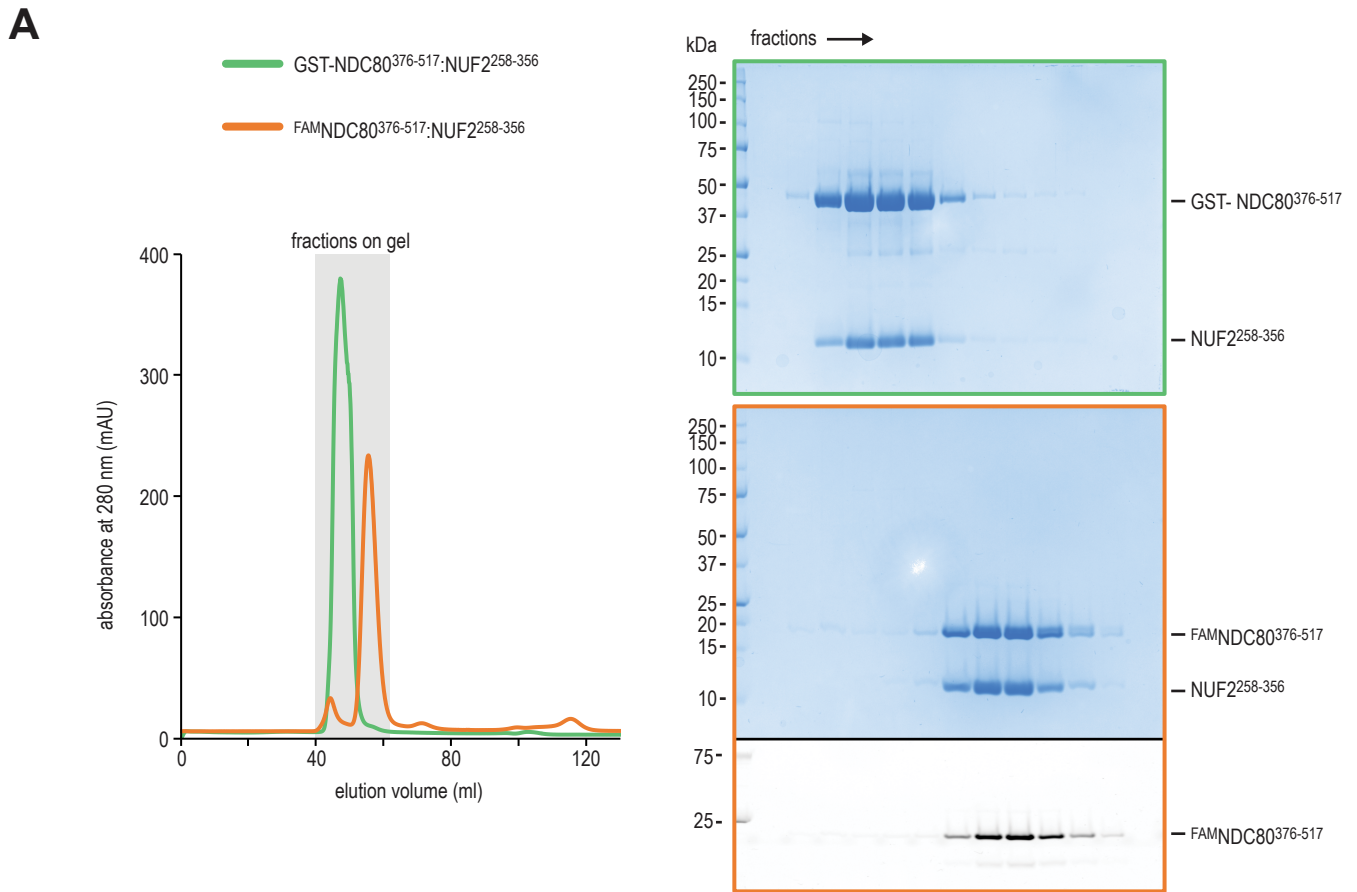 A
GST-NDC80376-517:NUF2258-356
FAMNDC80376-517:NUF2258-356
fractions on gel
400
300
200
100
0
absorbance at 280 nm (mAU)
0 40 80 120
elution volume (ml)
kDa fractions
250-
150-
100-
75-
50-
37-
25-
20-
15-
10-
GST- NDC80376-517
NUF2258-356
250-
150-
100-
75-
50-
37-
25-
20-
15-
10-
FAMNDC80376-517
NUF2258-356
75-
25-
FAMNDC80376-517